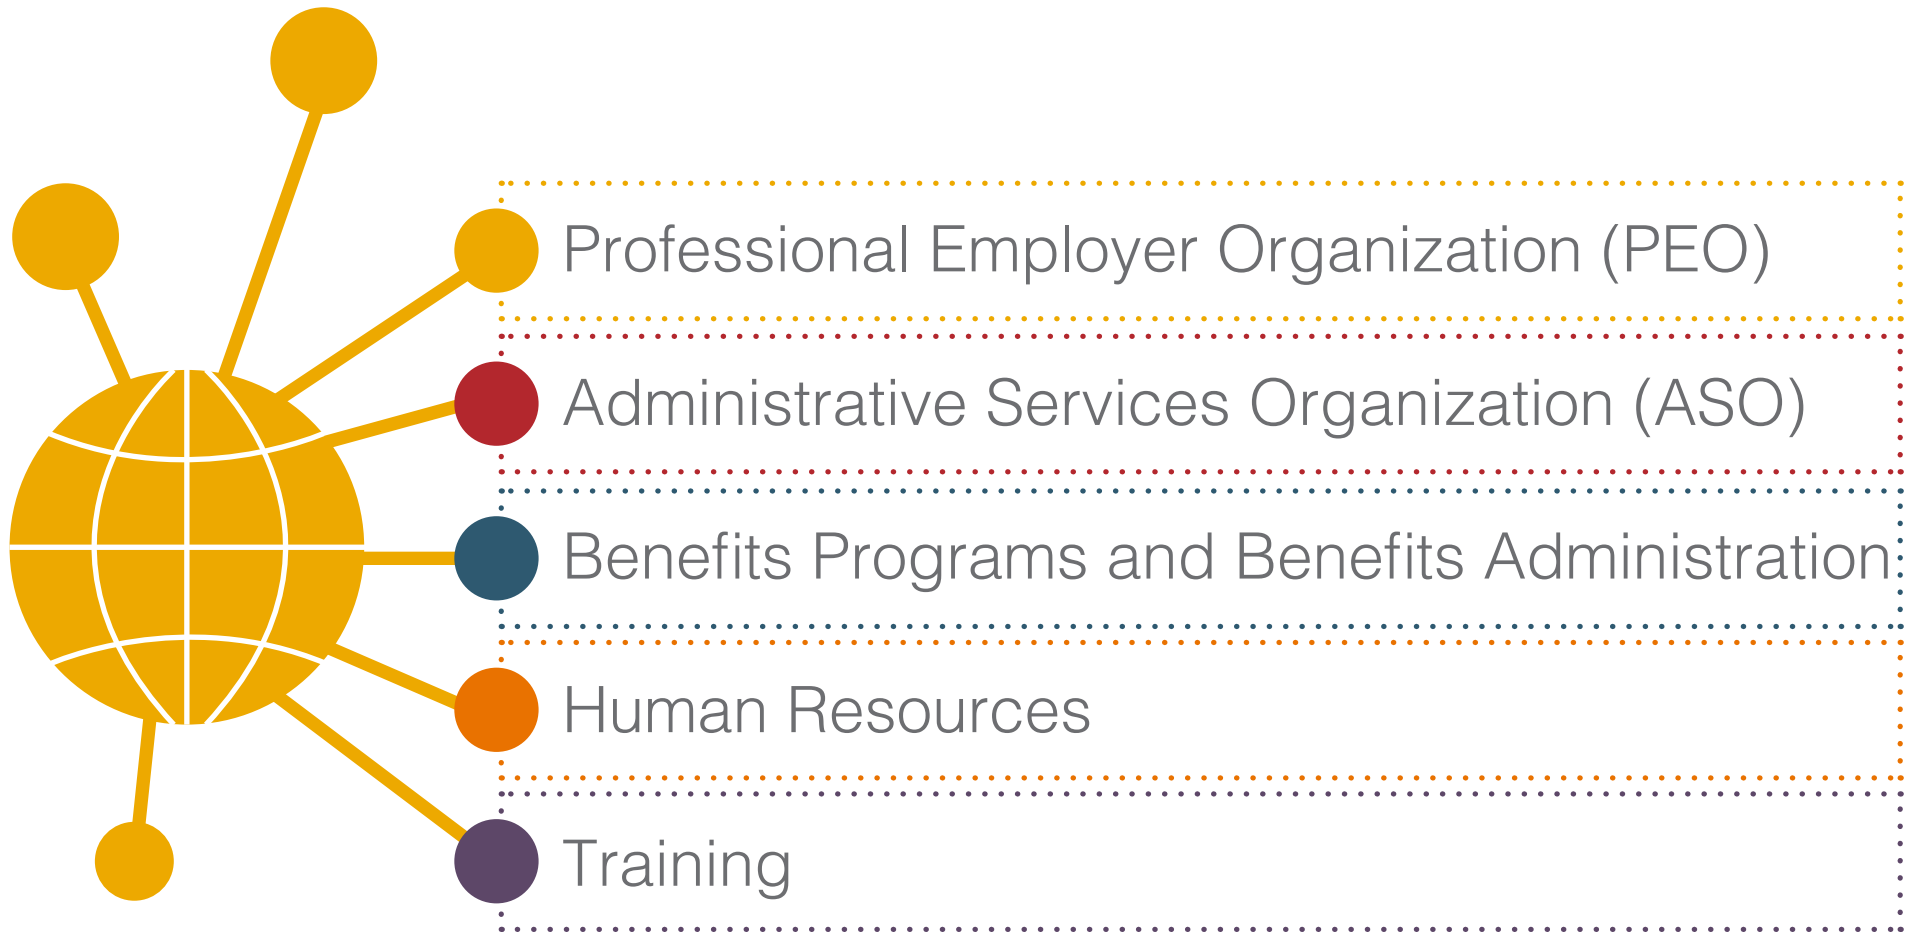 Professional Employer Organization (PEO)
Administrative Services Organization (ASO)
Benefits Programs and Benefits Administration
Human Resources
Training